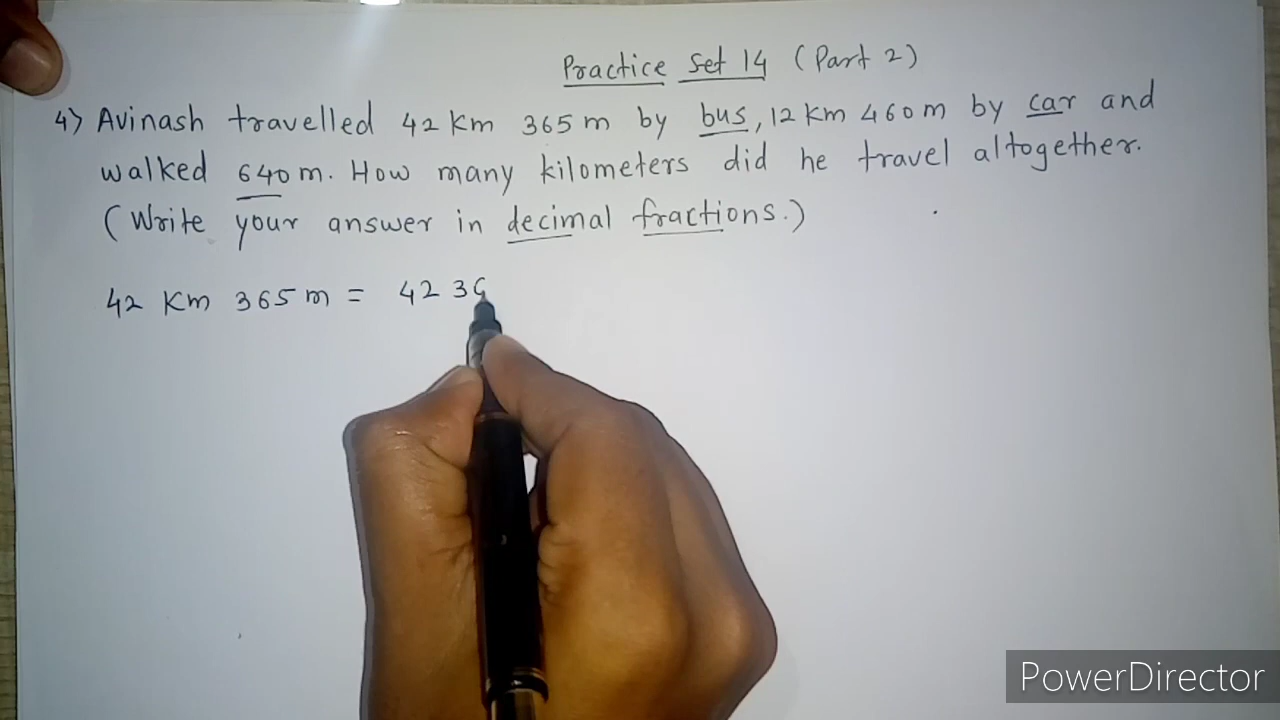 Practice Set 14 (Part 2)
4) Avinash travelled 42 Km 365 m by bus, 12 Km 460 m by car and
walked 640 m. How many kilometers did he travel altogether.
(Write your answer in decimal fractions.)
42 Km 365 m = 42 36
PowerDirector